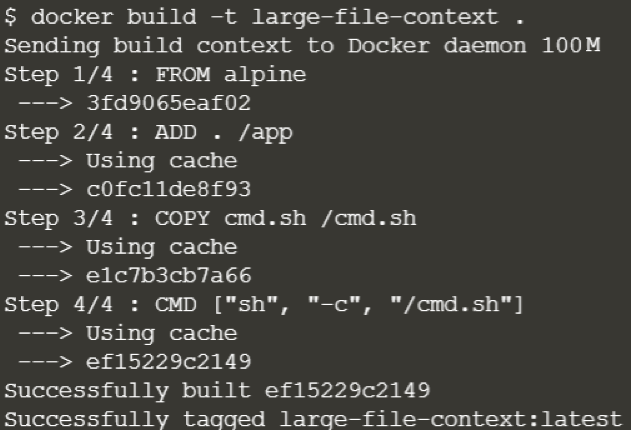 $ docker build -t large-file-context .
Sending build context to Docker daemon 100M
Step 1/4 : FROM alpine
---> 3fd9065eaf02
Step 2/4 : ADD . /app
---> Using cache
---> c0fc11de8f93
Step 3/4 : COPY cmd.sh /cmd.sh
---> Using cache
---> e1c7b3cb7a66
Step 4/4 : CMD ["sh", "-c", "/cmd.sh"]
---> Using cache
---> ef15229c2149
Successfully built ef15229c2149
Successfully tagged large-file-context:latest